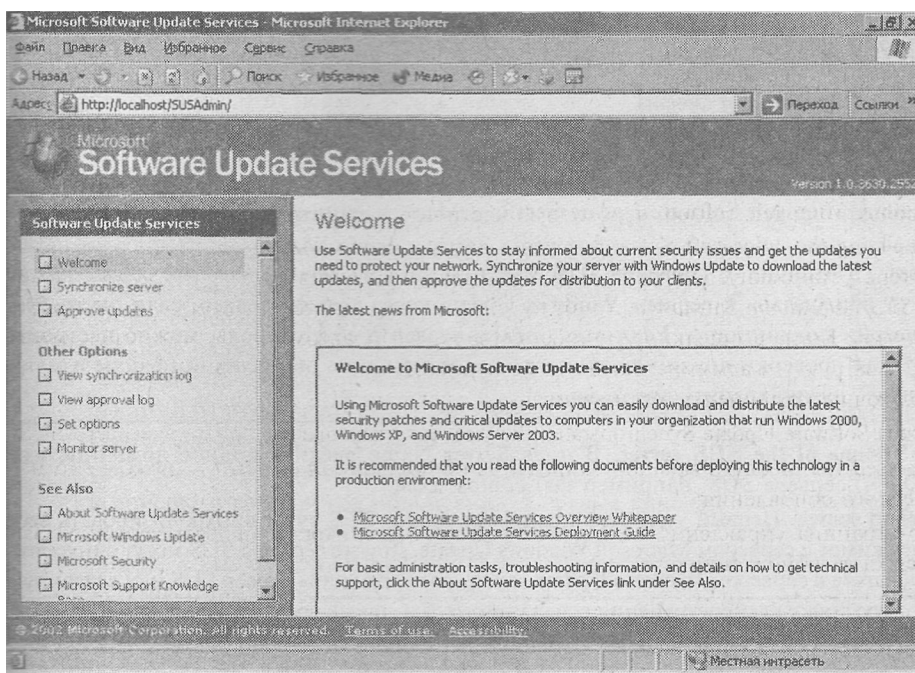 Microsoft Software Update Services - Microsoft Internet Explorer
Файл Правка Вид Избранное Сервис Справка
Назад Поиск Избранное Медиа
Адрес: http://localhost/SUSAdmin/ Переход Ссылки »
Microsoft
Software Update Services
Version 1.0.3630.255
Software Update Services
Welcome
Synchronize server
Approve updates
Other Options
View synchronization log
View approval log
Set options
Monitor server
See Also
About Software Update Services
Microsoft Windows Update
Microsoft Security
Microsoft Support Knowledge
Welcome
Use Software Update Services to stay informed about current security issues and get the updates you
need to protect your network. Synchronize your server with Windows Update to download the latest
updates, and then approve the updates for distribution to your clients.
The latest news from Microsoft:
Welcome to Microsoft Software Update Services
Using Microsoft Software Update Services you can easily download and distribute the latest
security patches and critical updates to computers in your organization that run Windows 2000,
Windows XP, and Windows Server 2003.
It is recommended that you read the following documents before deploying this technology in a
production environment:
• Microsoft Software Update Services Overview Whitepaper
• Microsoft Software Update Services Deployment Guide
For basic administration tasks, troubleshooting information, and details on how to get technical
support, click the About Software Update Services link under See Also.
© 2002 Microsoft Corporation. All rights reserved. Terms of use. Accessibility.
Местная интрасеть